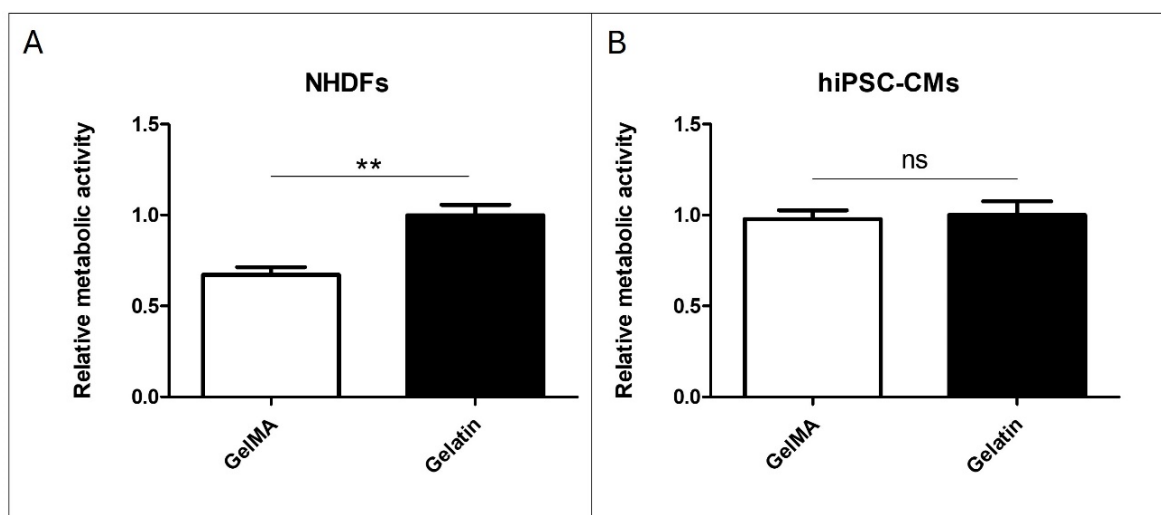 A
NHDFs
Relative metabolic activity
1.5
1.0
0.5
0.0
**
GelMA
Gelatin
B
hiPSC-CMs
Relative metabolic activity
1.5
1.0
0.5
0.0
ns
GelMA
Gelatin